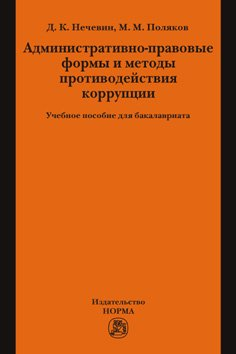 Д. К. Нечевин, М. М. Поляков
Административно-правовые
формы и методы
противодействия
коррупции
Учебное пособие для бакалавриата
Издательство
НОРМА